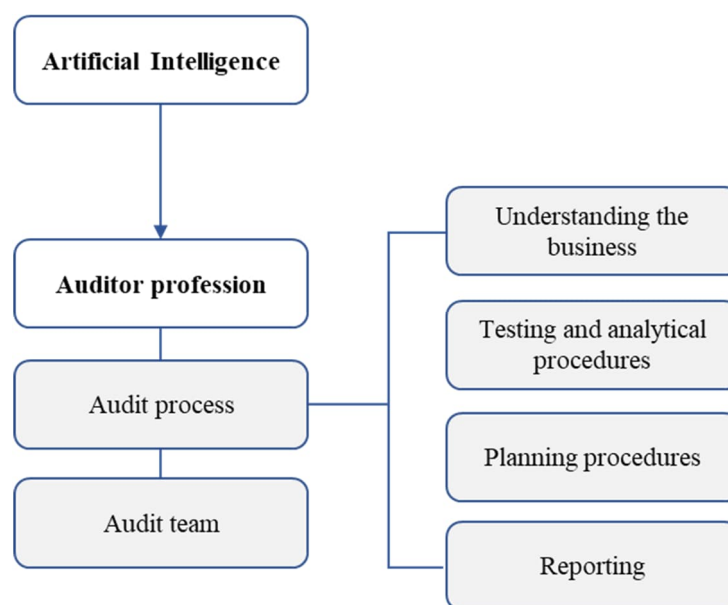 Artificial Intelligence
Auditor profession
Audit process
Audit team
Understanding the
business
Testing and analytical
procedures
Planning procedures
Reporting